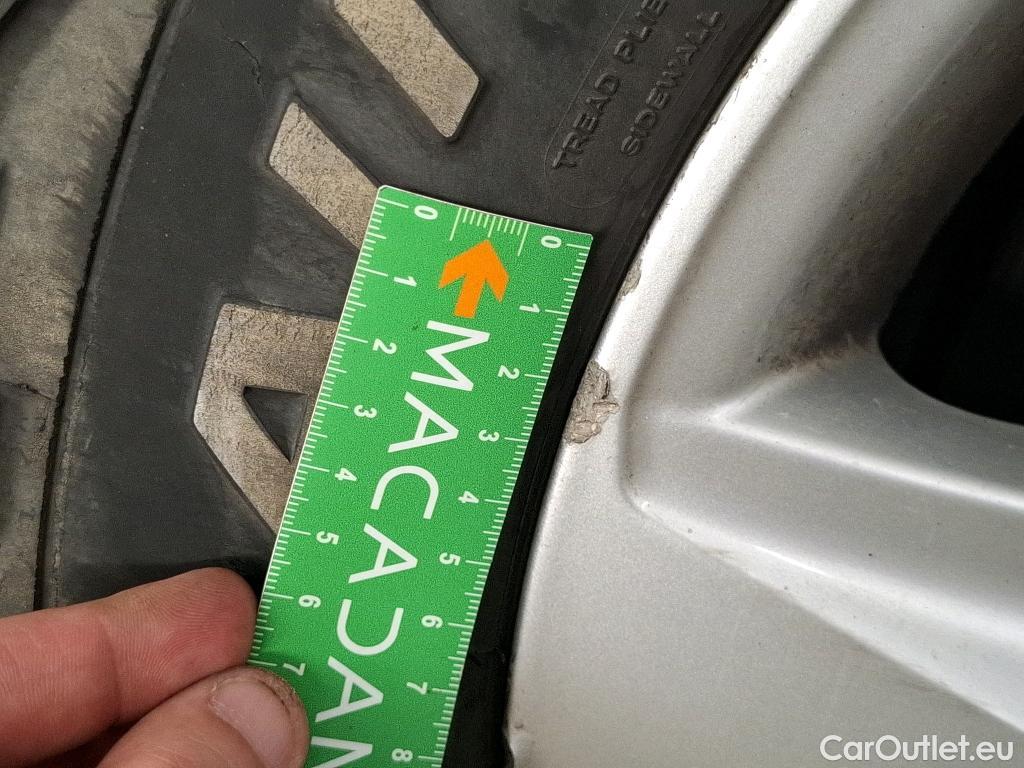 TREAD PLIE
SIDEWALL
0 1 2 3 4 5 6 7
MACADAM
0 1 2 3 4 5 6 7 8
CarOutlet.eu